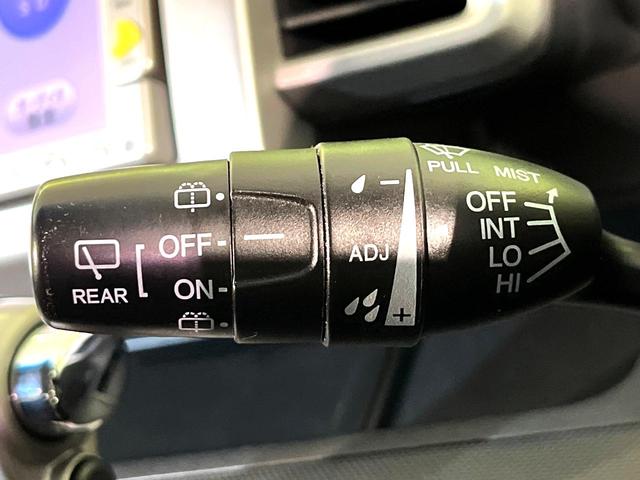 PULL MIST
OFF
INT
LO
HI
ADJ
−
+
REAR
OFF
ON